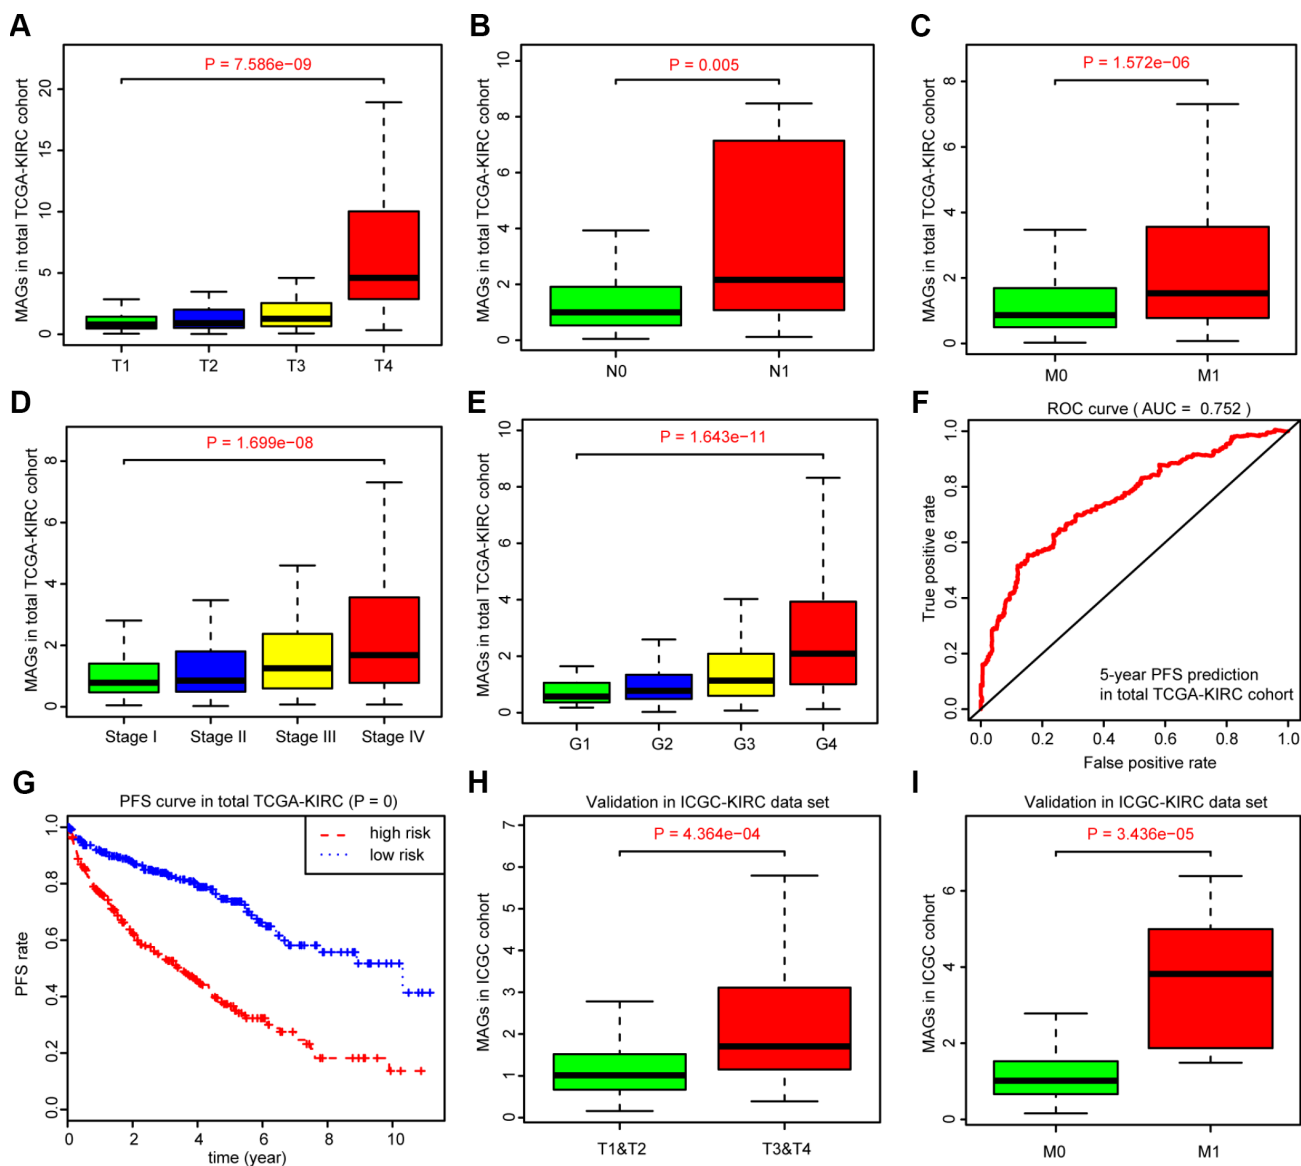 A
P = 7.586e−09
MAGs in total TCGA-KIRC cohort
0
5
10
15
20
T1
T2
T3
T4
B
P = 0.005
MAGs in total TCGA-KIRC cohort
0
2
4
6
8
10
N0
N1
C
P = 1.572e−06
MAGs in total TCGA-KIRC cohort
0
2
4
6
8
M0
M1
D
P = 1.699e−08
MAGs in total TCGA-KIRC cohort
0
2
4
6
8
Stage I
Stage II
Stage III
Stage IV
E
P = 1.643e−11
MAGs in total TCGA-KIRC cohort
0
2
4
6
8
10
G1
G2
G3
G4
F
ROC curve ( AUC = 0.752 )
True positive rate
0.0
0.2
0.4
0.6
0.8
1.0
5-year PFS prediction
in total TCGA-KIRC cohort
0.0
0.2
0.4
0.6
0.8
1.0
False positive rate
G
PFS curve in total TCGA-KIRC (P = 0)
high risk
low risk
PFS rate
0.0
0.2
0.4
0.6
0.8
1.0
0
2
4
6
8
10
time (year)
H
Validation in ICGC-KIRC data set
P = 4.364e−04
MAGs in ICGC cohort
0
1
2
3
4
5
6
7
T1&T2
T3&T4
I
Validation in ICGC-KIRC data set
P = 3.436e−05
MAGs in ICGC cohort
0
2
4
6
M0
M1